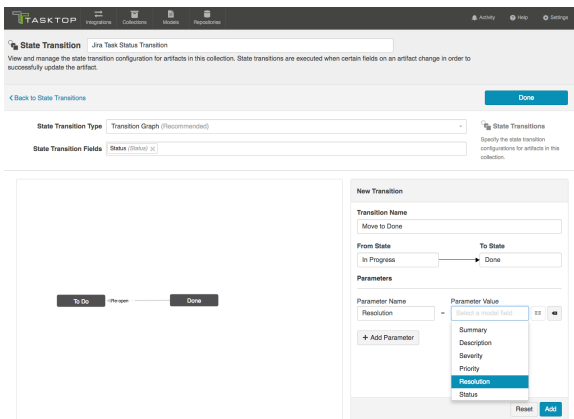 TASKTOP
Integrations
Collections
Models
Repositories
Activity
Help
Settings
State Transition
Jira Task Status Transition
View and manage the state transition configuration for artifacts in this collection. State transitions are executed when certain fields on an artifact change in order to
successfully update the artifact.
Back to State Transitions
Done
State Transition Type
Transition Graph (Recommended)
State Transition Fields
Status (Status)
State Transitions
Specify the state transition
configurations for artifacts in this
collection.
To Do
Re-open
Done
New Transition
Transition Name
Move to Done
From State
To State
In Progress
Done
Parameters
Parameter Name
Parameter Value
Resolution
=
Select a model field
+ Add Parameter
Summary
Description
Severity
Priority
Resolution
Status
Reset
Add